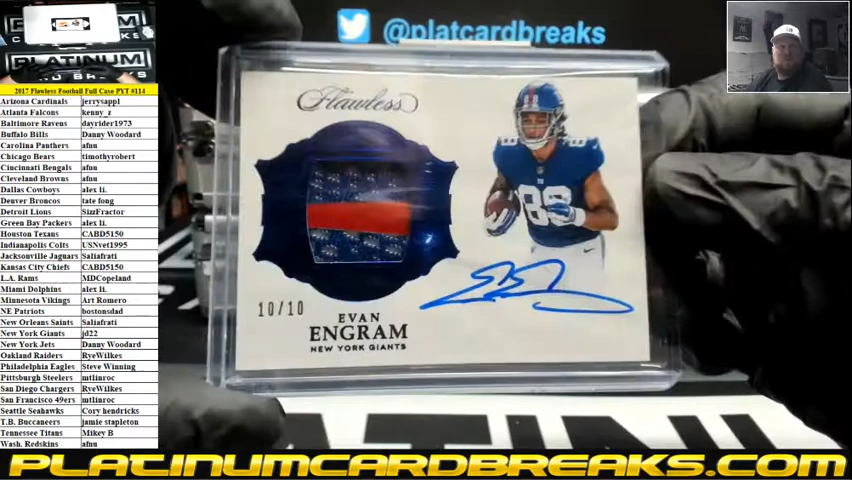 PLATINUM
PLATINUM
@platcardbreaks
2017 Flawless Football Full Case PYT #114
Arizona Cardinals jerrysappl
Atlanta Falcons kenny_z
Baltimore Ravens dayrider1973
Buffalo Bills Danny Woodard
Carolina Panthers afnu
Chicago Bears timothyrobert
Cincinnati Bengals afnu
Cleveland Browns afnu
Dallas Cowboys alex li.
Denver Broncos tate fong
Detroit Lions SizzFractor
Green Bay Packers alex li.
Houston Texans CABD5150
Indianapolis Colts USNvet1995
Jacksonville Jaguars Saliafrati
Kansas City Chiefs CABD5150
L.A. Rams MDCopeland
Miami Dolphins alex li.
Minnesota Vikings Art Romero
NE Patriots bostonsdad
New Orleans Saints Saliafrati
New York Giants jd22
New York Jets Danny Woodard
Oakland Raiders RyeWilkes
Philadelphia Eagles Steve Winning
Pittsburgh Steelers mtlinroc
San Diego Chargers RyeWilkes
San Francisco 49ers mtlinroc
Seattle Seahawks Cory hendricks
T.B. Buccaneers jamie stapleton
Tennessee Titans Mikey B
Wash. Redskins afnu
Flawless
88
10/10
EVAN
ENGRAM
NEW YORK GIANTS
PLATINUMCARDBREAKS.COM